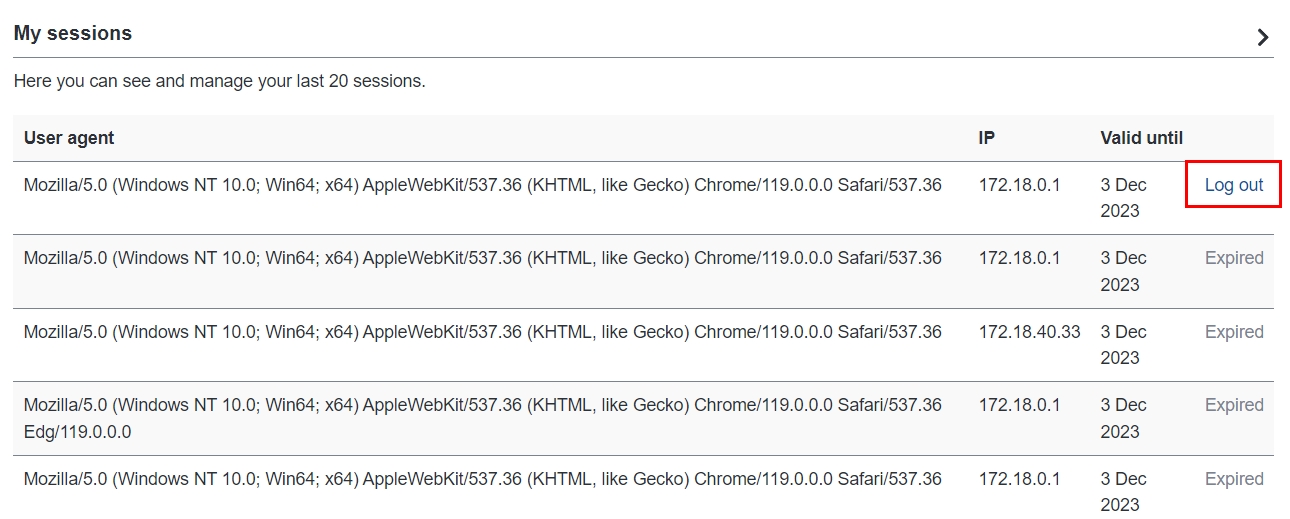 My sessions
Here you can see and manage your last 20 sessions.
User agent IP Valid until
Mozilla/5.0 (Windows NT 10.0; Win64; x64) AppleWebKit/537.36 (KHTML, like Gecko) Chrome/119.0.0.0 Safari/537.36 172.18.0.1 3 Dec Log out
2023
Mozilla/5.0 (Windows NT 10.0; Win64; x64) AppleWebKit/537.36 (KHTML, like Gecko) Chrome/119.0.0.0 Safari/537.36 172.18.0.1 3 Dec Expired
2023
Mozilla/5.0 (Windows NT 10.0; Win64; x64) AppleWebKit/537.36 (KHTML, like Gecko) Chrome/119.0.0.0 Safari/537.36 172.18.40.33 3 Dec Expired
2023
Mozilla/5.0 (Windows NT 10.0; Win64; x64) AppleWebKit/537.36 (KHTML, like Gecko) Chrome/119.0.0.0 Safari/537.36 172.18.0.1 3 Dec Expired
Edg/119.0.0.0 2023
Mozilla/5.0 (Windows NT 10.0; Win64; x64) AppleWebKit/537.36 (KHTML, like Gecko) Chrome/119.0.0.0 Safari/537.36 172.18.0.1 3 Dec Expired
2023